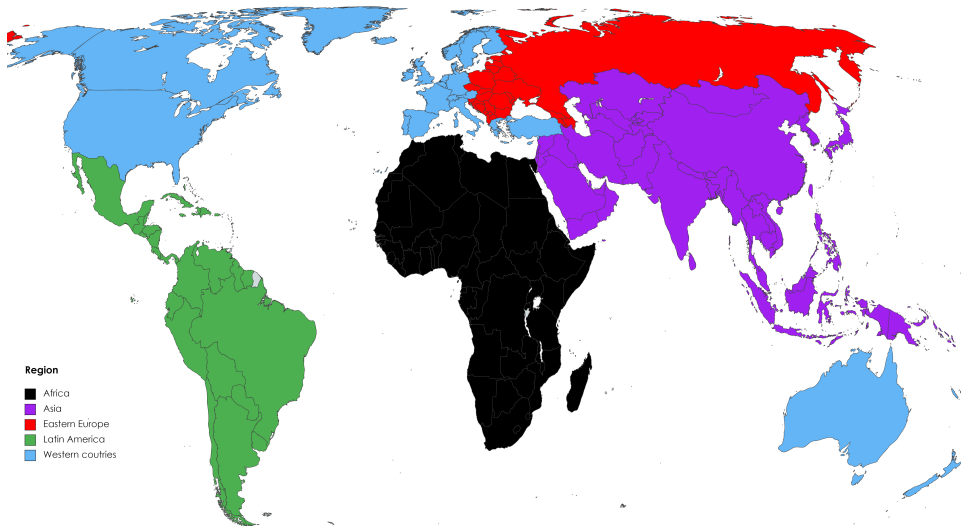 Region
Africa
Asia
Eastern Europe
Latin America
Western coutries